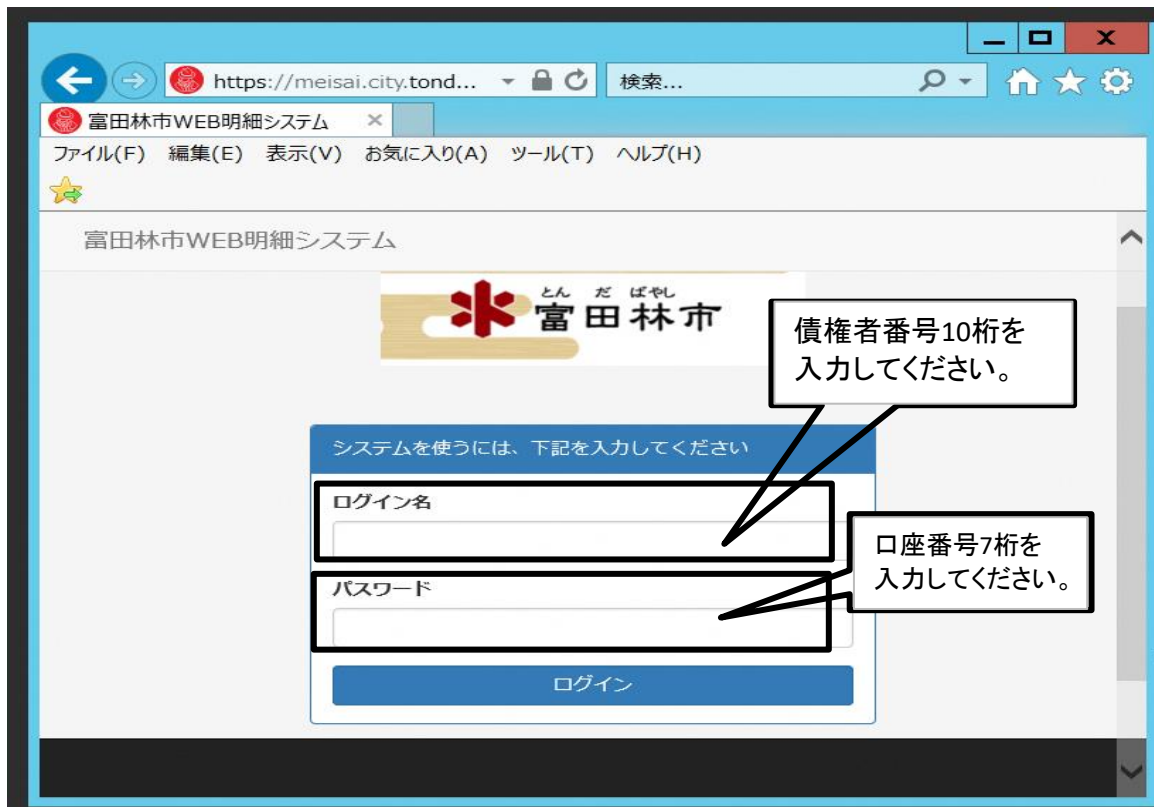 https://meisai.city.tond...
検索...
富田林市WEB明細システム
ファイル(F) 編集(E) 表示(V) お気に入り(A) ツール(T) ヘルプ(H)
富田林市WEB明細システム
とん だ ばやし
富田林市
債権者番号10桁を
入力してください。
システムを使うには、下記を入力してください
ログイン名
口座番号7桁を
入力してください。
パスワード
ログイン